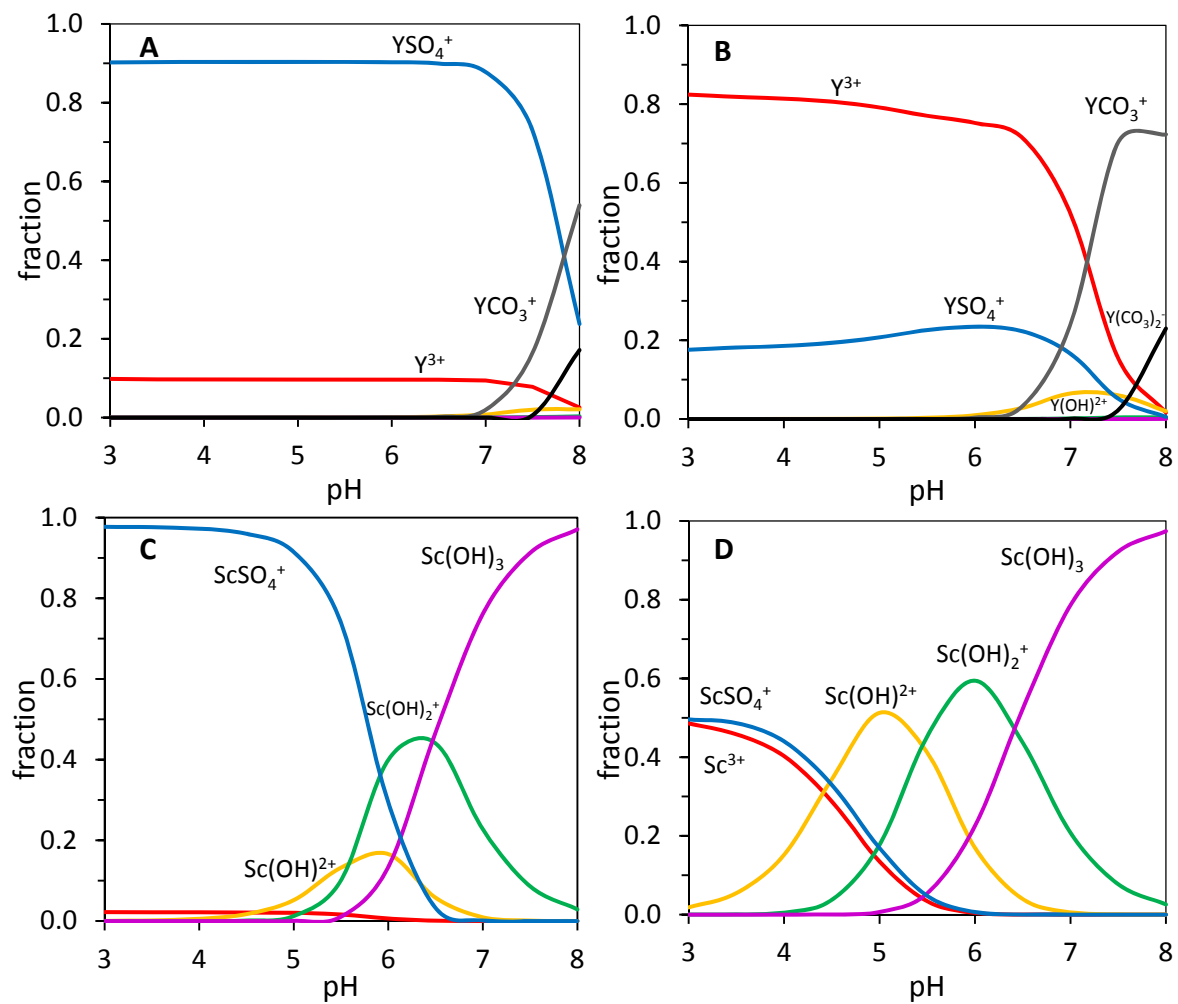 A
YSO₄⁺
YCO₃⁺
Y³⁺
fraction
1.0
0.8
0.6
0.4
0.2
0.0
3 4 5 6 7 8
pH
B
Y³⁺
YCO₃⁺
YSO₄⁺
Y(CO₃)₂⁻
Y(OH)²⁺
fraction
1.0
0.8
0.6
0.4
0.2
0.0
3 4 5 6 7 8
pH
C
ScSO₄⁺
Sc(OH)₃
Sc(OH)₂⁺
Sc(OH)²⁺
fraction
1.0
0.8
0.6
0.4
0.2
0.0
3 4 5 6 7 8
pH
D
Sc(OH)₃
Sc(OH)₂⁺
ScSO₄⁺
Sc(OH)²⁺
Sc³⁺
fraction
1.0
0.8
0.6
0.4
0.2
0.0
3 4 5 6 7 8
pH